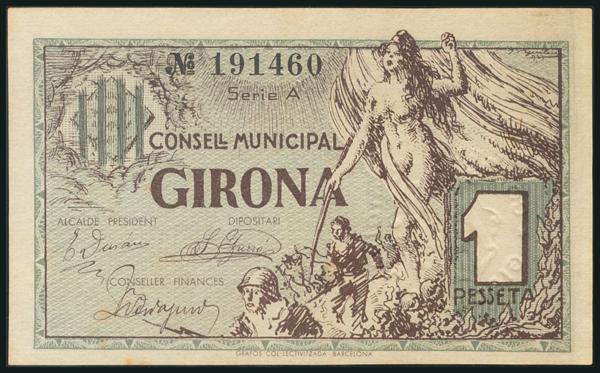 № 191460
Serie A
CONSELL MUNICIPAL
GIRONA
ALCALDE PRESIDENT
DIPOSITARI
CONSELLER FINANCES
1
PESSETA
GRAFOS COL·LECTIVITZADA - BARCELONA